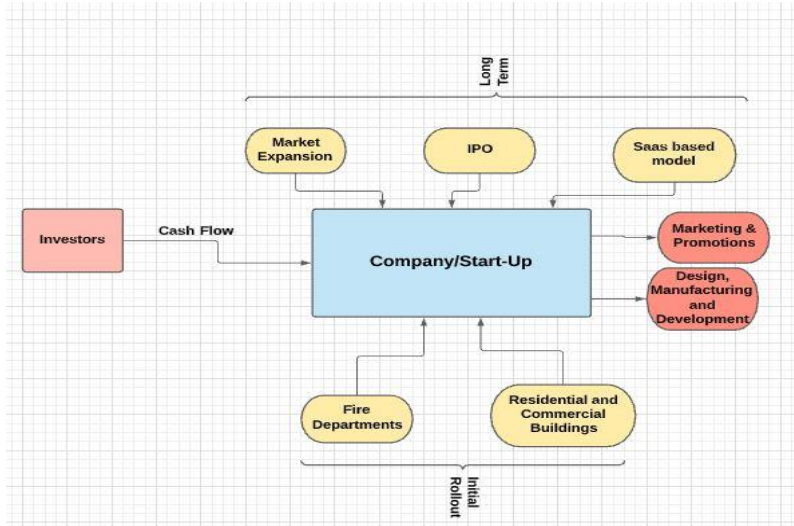 Long
Term
Market
Expansion
IPO
Saas based
model
Investors
Cash Flow
Company/Start-Up
Marketing &
Promotions
Design,
Manufacturing
and
Development
Fire
Departments
Residential and
Commercial
Buildings
Initial
Rollout